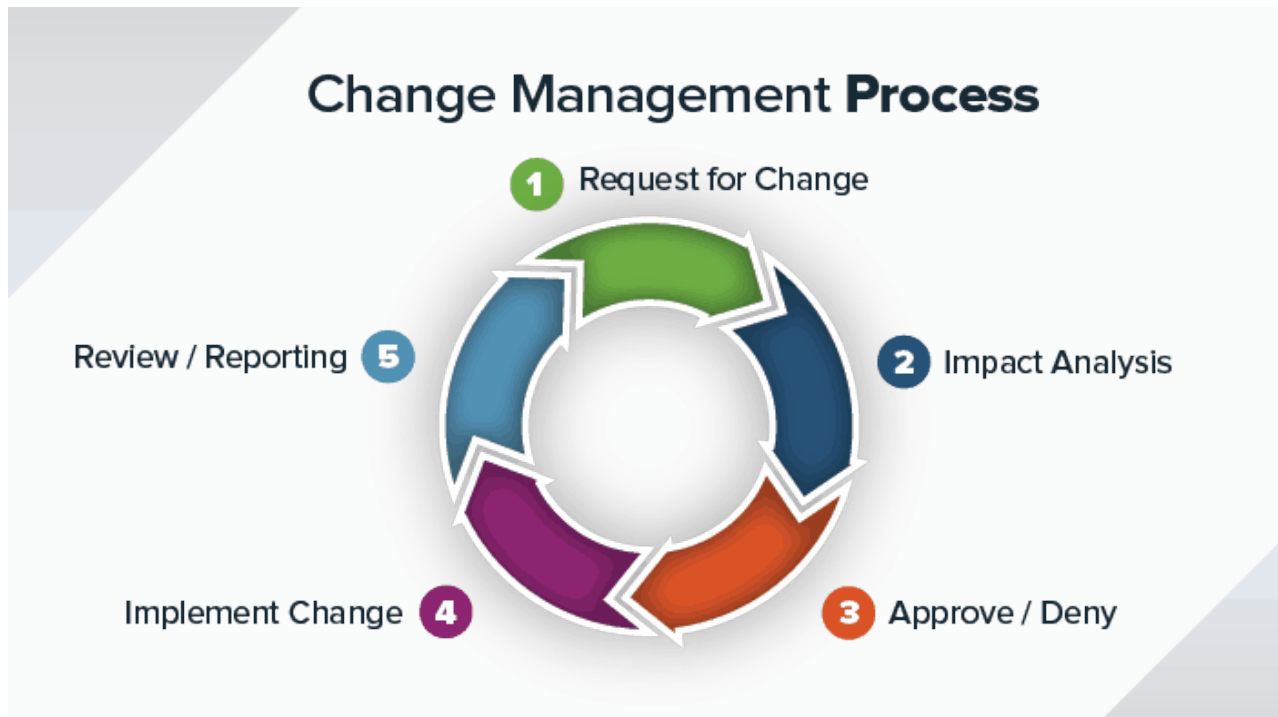 Change Management Process
1 Request for Change
2 Impact Analysis
3 Approve / Deny
4 Implement Change
5 Review / Reporting